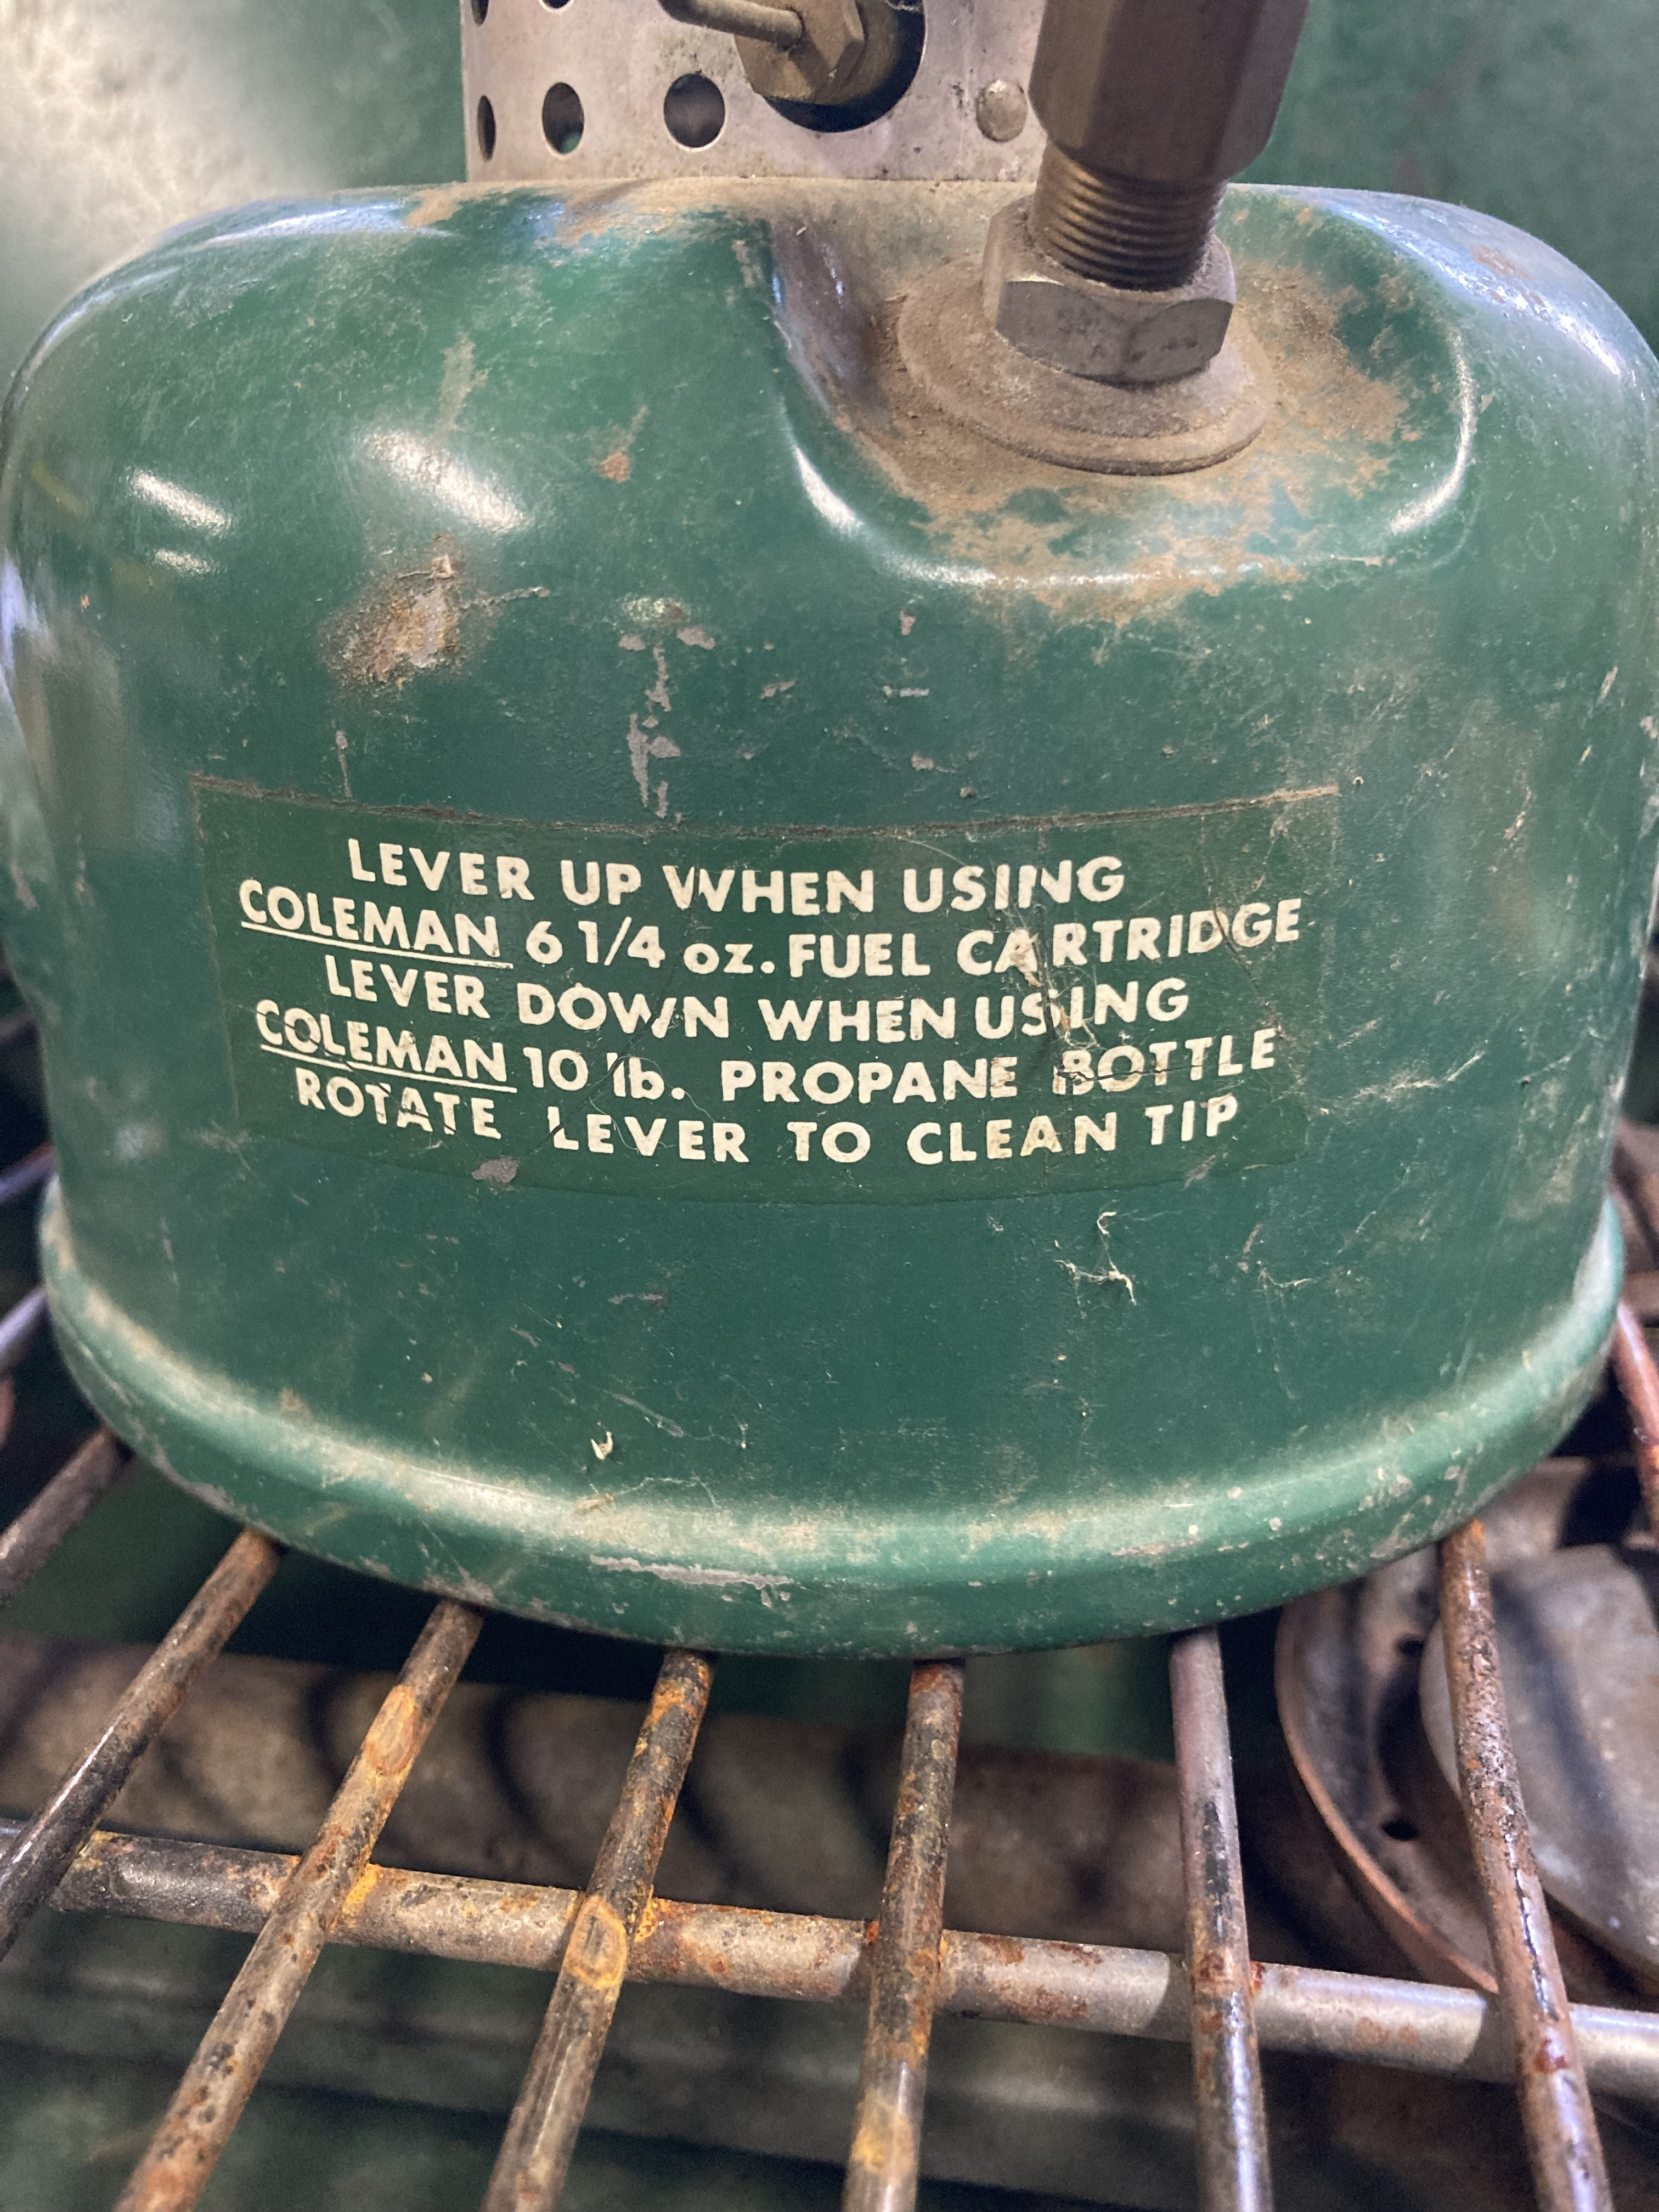 LEVER UP WHEN USING
COLEMAN 6 1/4 oz. FUEL CARTRIDGE
LEVER DOWN WHEN USING
COLEMAN 10 lb. PROPANE BOTTLE
ROTATE LEVER TO CLEAN TIP